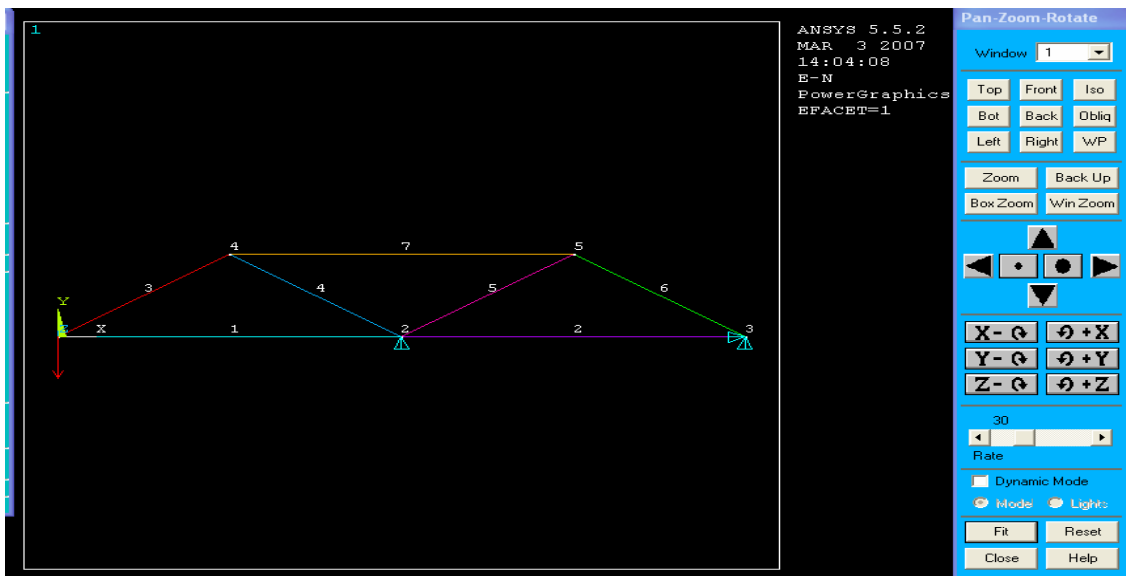 1
ANSYS 5.5.2
MAR 3 2007
14:04:08
E-N
PowerGraphics
EFACET=1
4 7 5
3 4 5 6
Y
X 1 2 2 3
Pan-Zoom-Rotate
Window 1
Top Front Iso
Bot Back Obliq
Left Right WP
Zoom Back Up
Box Zoom Win Zoom
X- +X
Y- +Y
Z- +Z
30
Rate
Dynamic Mode
Model Lights
Fit Reset
Close Help